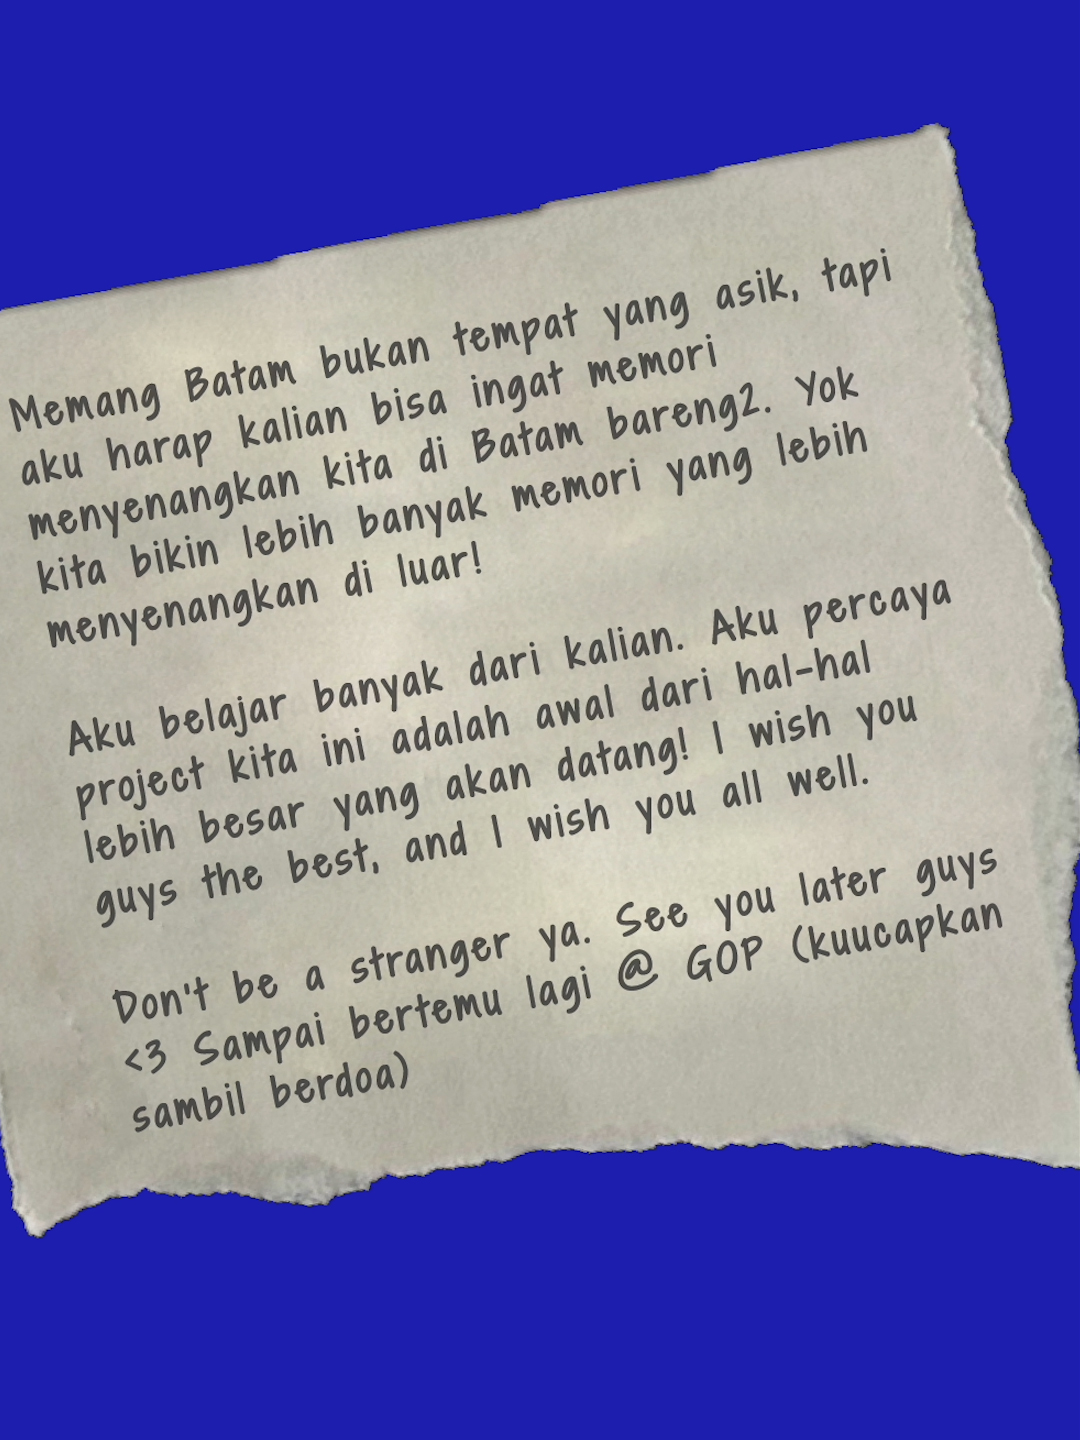 Memang Batam bukan tempat yang asik, tapi
aku harap kalian bisa ingat memori
menyenangkan kita di Batam bareng2. Yok
kita bikin lebih banyak memori yang lebih
menyenangkan di luar!
Aku belajar banyak dari kalian. Aku percaya
project kita ini adalah awal dari hal-hal
lebih besar yang akan datang! I wish you
guys the best, and I wish you all well.
Don't be a stranger ya. See you later guys
<3 Sampai bertemu lagi @ GOP (kuucapkan
sambil berdoa)